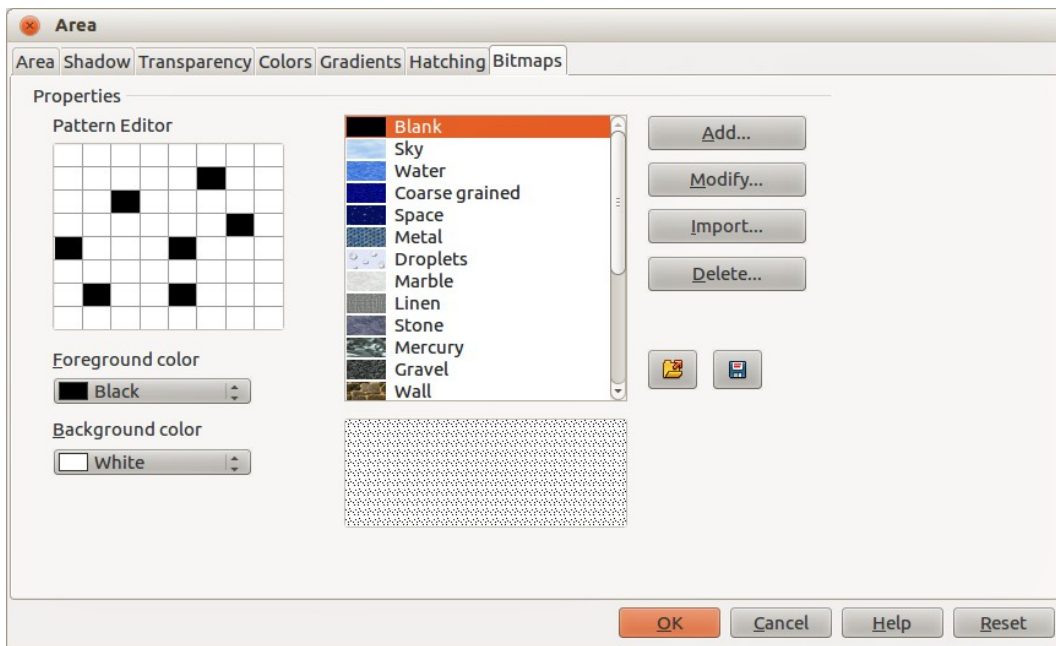 Area
Area Shadow Transparency Colors Gradients Hatching Bitmaps
Properties
Pattern Editor
Foreground color
Black
Background color
White
Blank
Sky
Water
Coarse grained
Space
Metal
Droplets
Marble
Linen
Stone
Mercury
Gravel
Wall
Add...
Modify...
Import...
Delete...
OK Cancel Help Reset